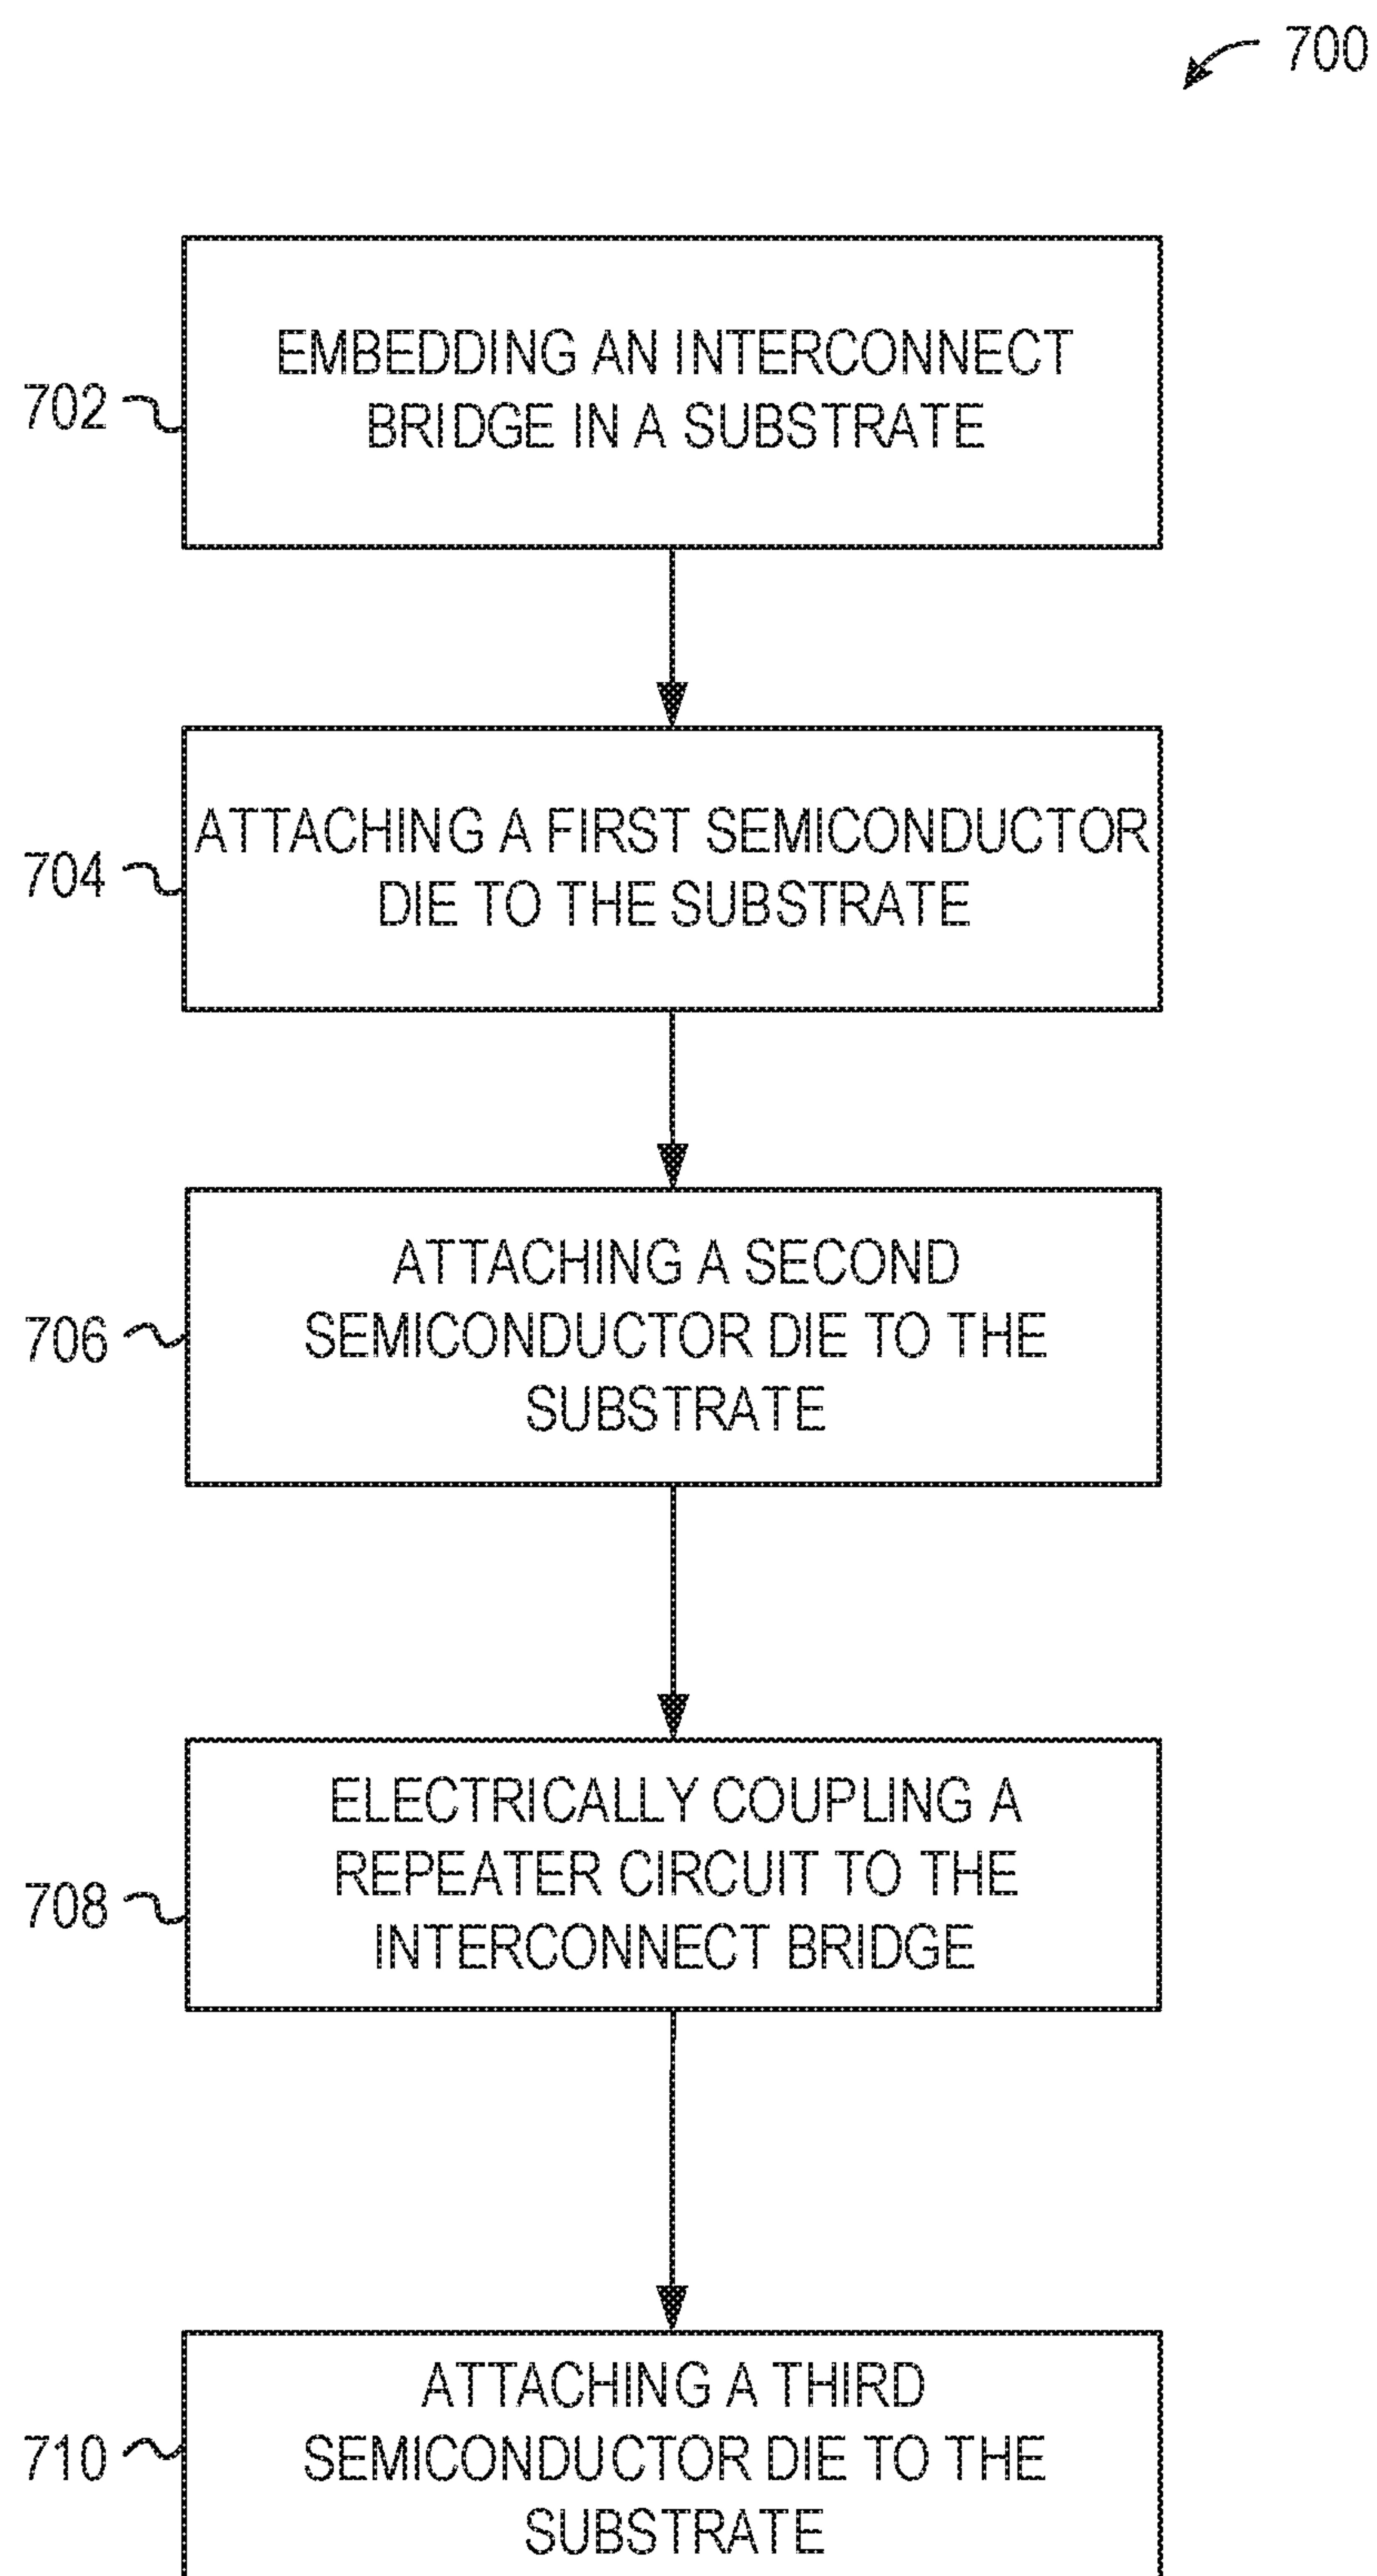 700
702
EMBEDDING AN INTERCONNECT
BRIDGE IN A SUBSTRATE
704
ATTACHING A FIRST SEMICONDUCTOR
DIE TO THE SUBSTRATE
706
ATTACHING A SECOND
SEMICONDUCTOR DIE TO THE
SUBSTRATE
708
ELECTRICALLY COUPLING A
REPEATER CIRCUIT TO THE
INTERCONNECT BRIDGE
710
ATTACHING A THIRD
SEMICONDUCTOR DIE TO THE
SUBSTRATE